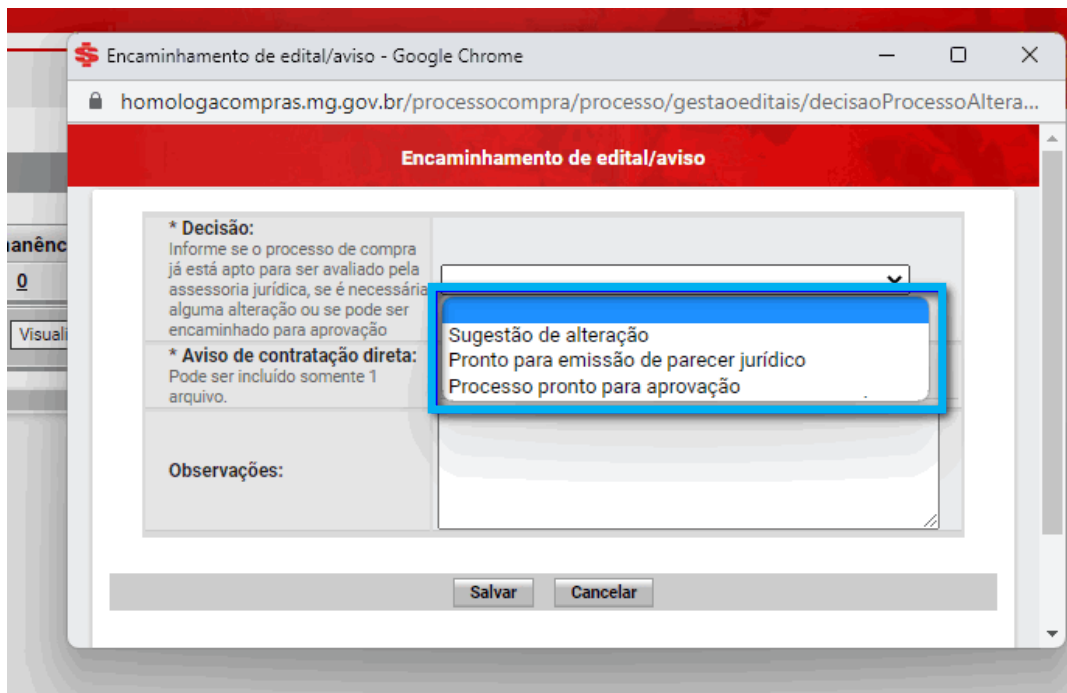 Encaminhamento de edital/aviso - Google Chrome
homologacompras.mg.gov.br/processocompra/processo/gestaoeditais/decisaoProcessoAltera...
Encaminhamento de edital/aviso
* Decisão:
Informe se o processo de compra
já está apto para ser avaliado pela
assessoria jurídica, se é necessária
alguma alteração ou se pode ser
encaminhado para aprovação
Sugestão de alteração
Pronto para emissão de parecer jurídico
Processo pronto para aprovação
* Aviso de contratação direta:
Pode ser incluído somente 1
arquivo.
Observações:
Salvar Cancelar
anênc
0
Visuali